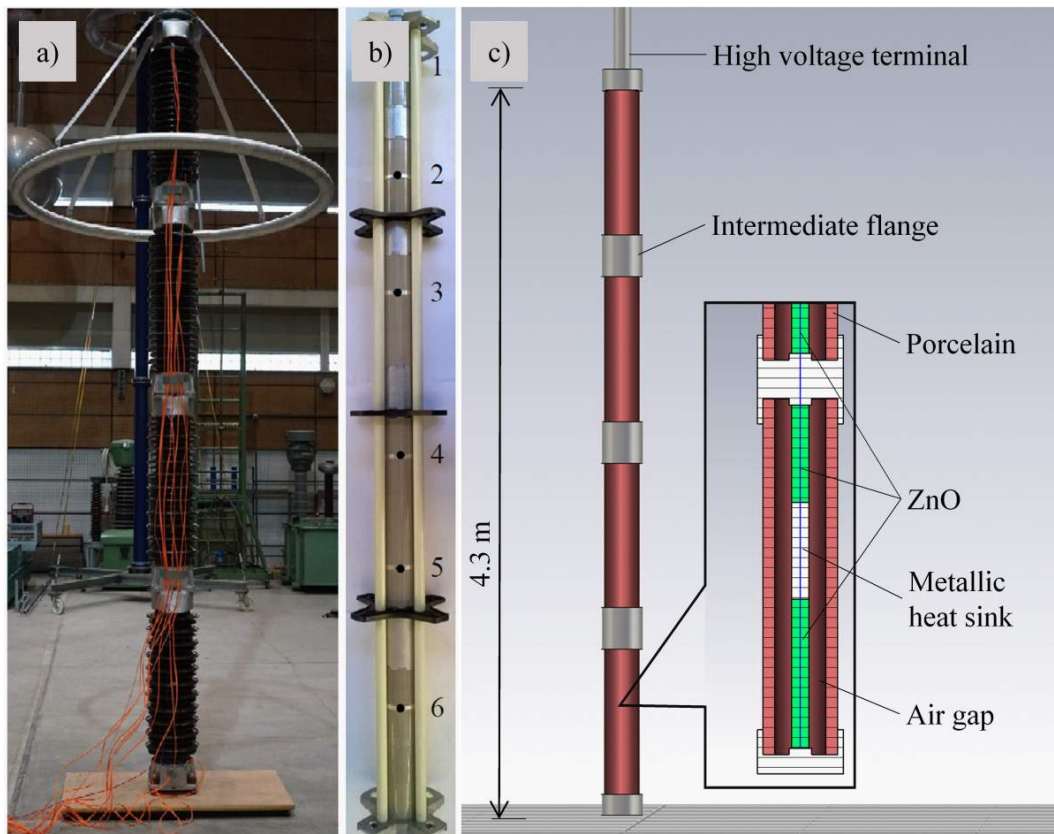 a)
b)
1
2
3
4
5
6
c)
High voltage terminal
Intermediate flange
Porcelain
ZnO
Metallic
heat sink
Air gap
4.3 m